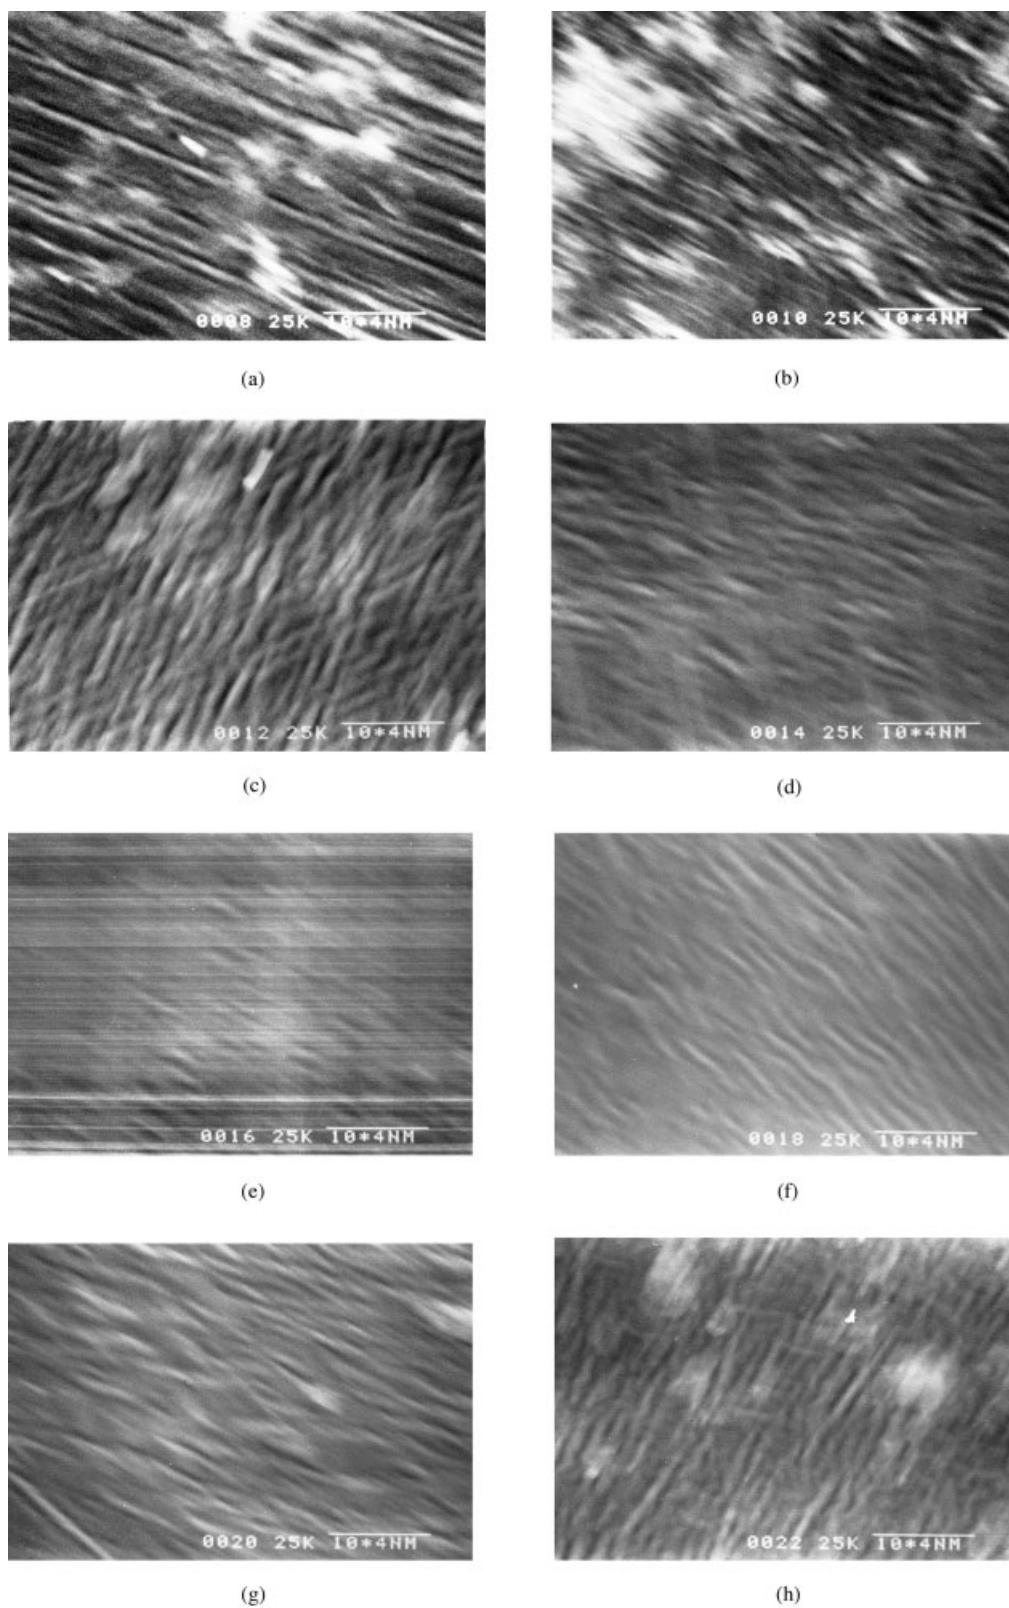 0008 25K 10*4NM
0010 25K 10*4NM
(a)
(b)
0012 25K 10*4NM
0014 25K 10*4NM
(c)
(d)
0016 25K 10*4NM
0018 25K 10*4NM
(e)
(f)
0020 25K 10*4NM
0022 25K 10*4NM
(g)
(h)